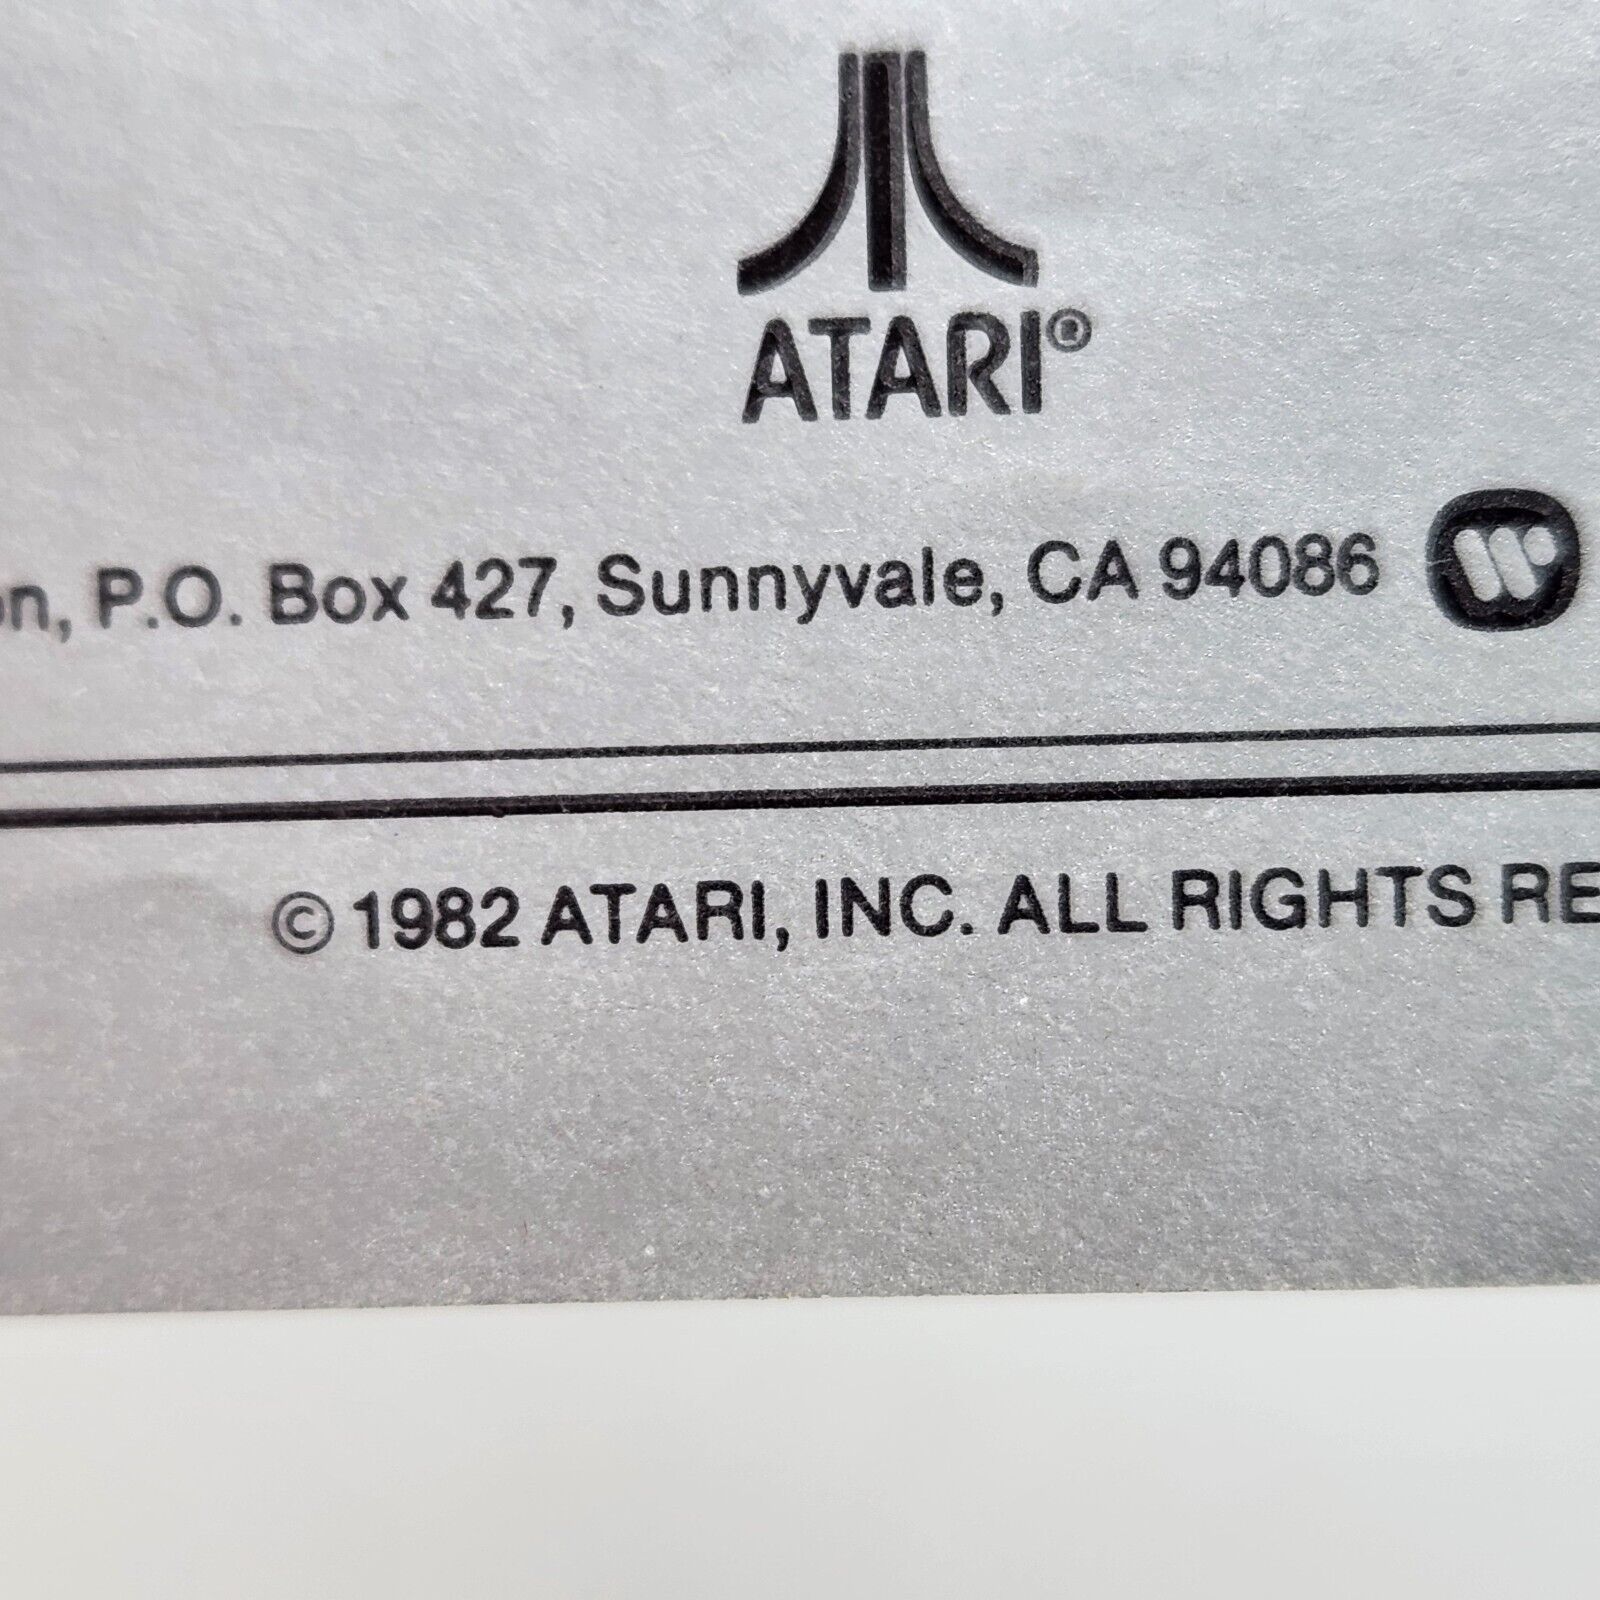 ATARI®
P.O. Box 427, Sunnyvale, CA 94086
© 1982 ATARI, INC. ALL RIGHTS